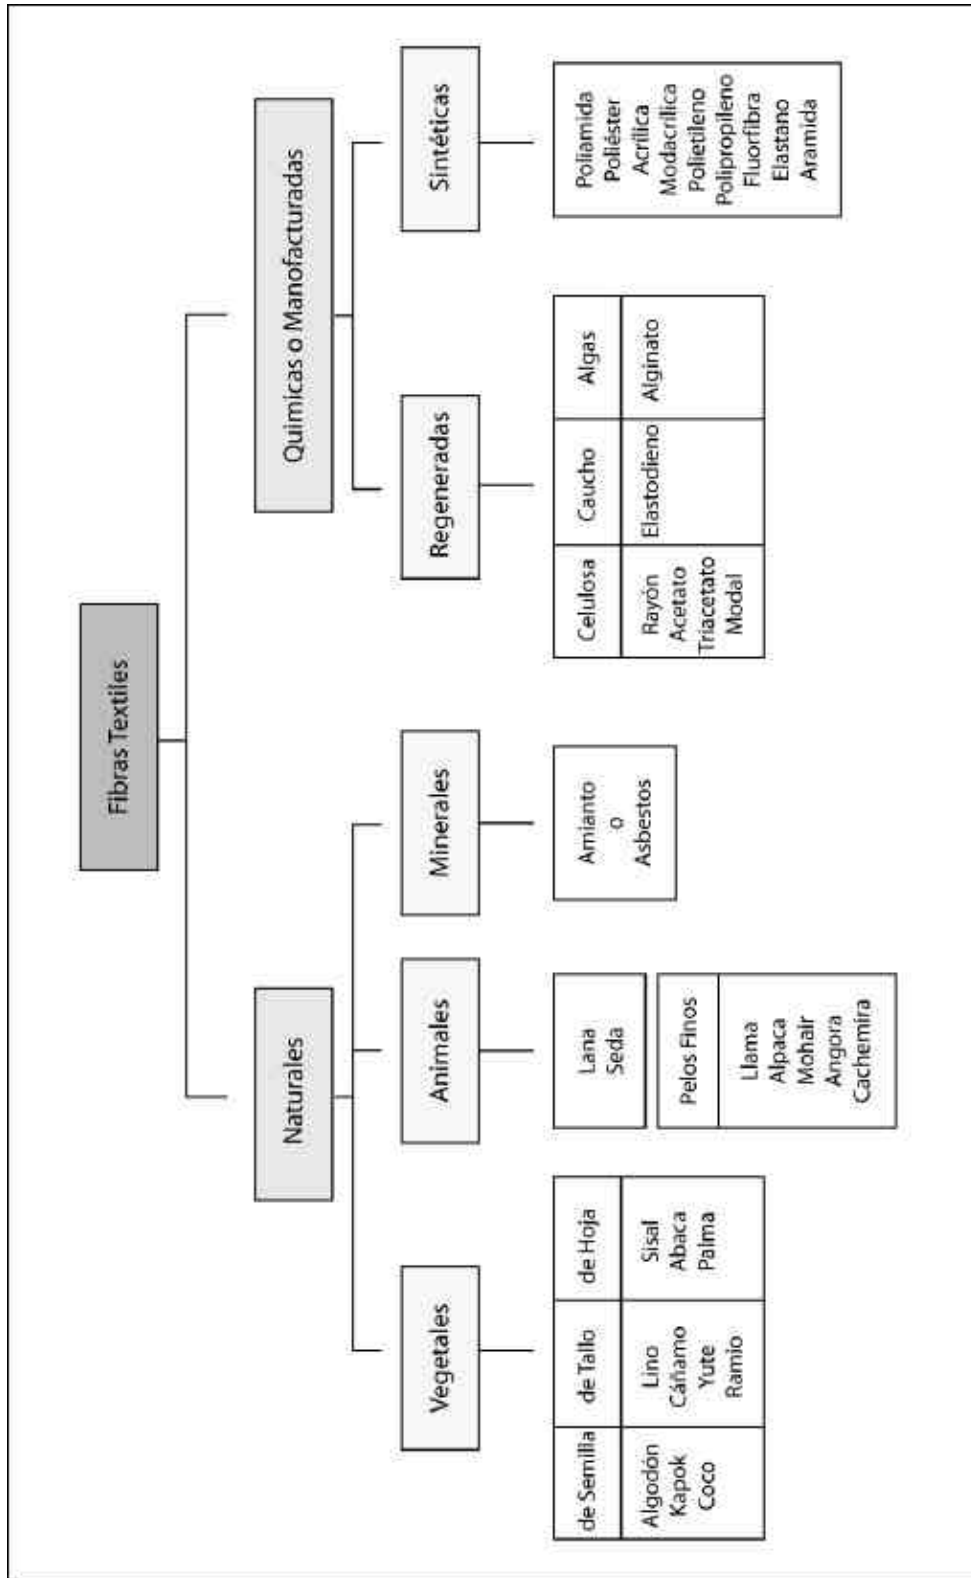 Fibras Textiles
Naturales
Quimicas o Manofacturadas
Vegetales
Animales
Minerales
Regeneradas
Sintéticas
de Semilia
de Tallo
de Hoja
Algodón
Kapok
Coco
Lino
Cáñamo
Yute
Ramio
Sisal
Abaca
Palma
Lana
Seda
Pelos Finos
Llama
Alpaca
Mohair
Angora
Cachemira
Amianto
o
Asbestos
Celulosa
Caucho
Algas
Rayón
Acetato
Triacetato
Modal
Elastodieno
Alginato
Poliamida
Poliéster
Acrílica
Modacrílica
Polietileno
Polipropileno
Fluorfibra
Elastano
Aramida